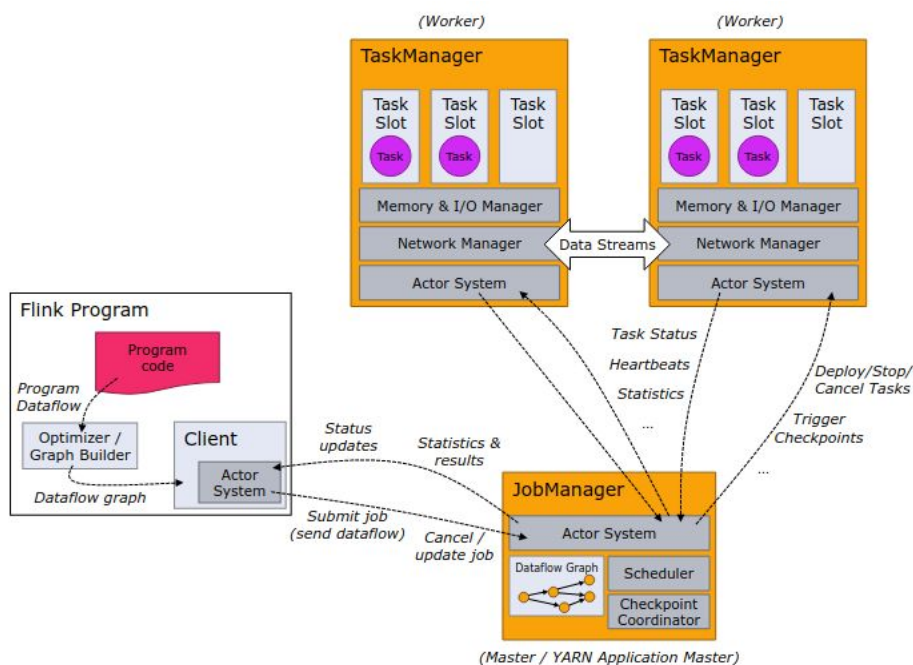 (Worker)
TaskManager
Task
Slot
Task
Task
Slot
Task
Task
Slot
Memory & I/O Manager
Network Manager
Actor System
(Worker)
TaskManager
Task
Slot
Task
Task
Slot
Task
Task
Slot
Memory & I/O Manager
Network Manager
Actor System
Data Streams
Flink Program
Program
code
Program
Dataflow
Optimizer /
Graph Builder
Dataflow graph
Client
Actor
System
Status
updates
Statistics &
results
Submit job
(send dataflow)
Cancel /
update job
Task Status
Heartbeats
Statistics
...
Deploy/Stop/
Cancel Tasks
Trigger
Checkpoints
...
JobManager
Actor System
Dataflow Graph
Scheduler
Checkpoint
Coordinator
(Master / YARN Application Master)